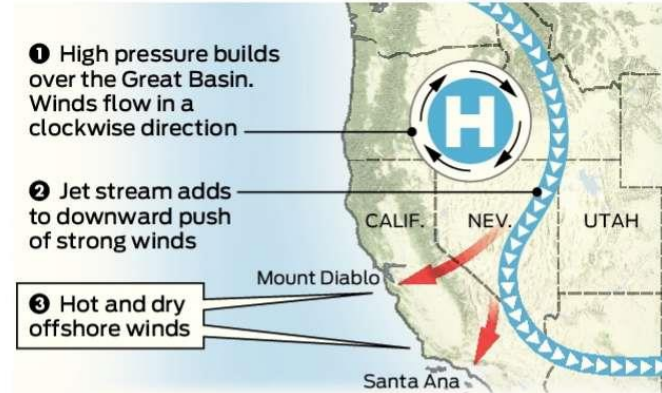 ❶ High pressure builds
over the Great Basin.
Winds flow in a
clockwise direction
H
❷ Jet stream adds
to downward push
of strong winds
CALIF.
NEV.
UTAH
Mount Diablo
❸ Hot and dry
offshore winds
Santa Ana